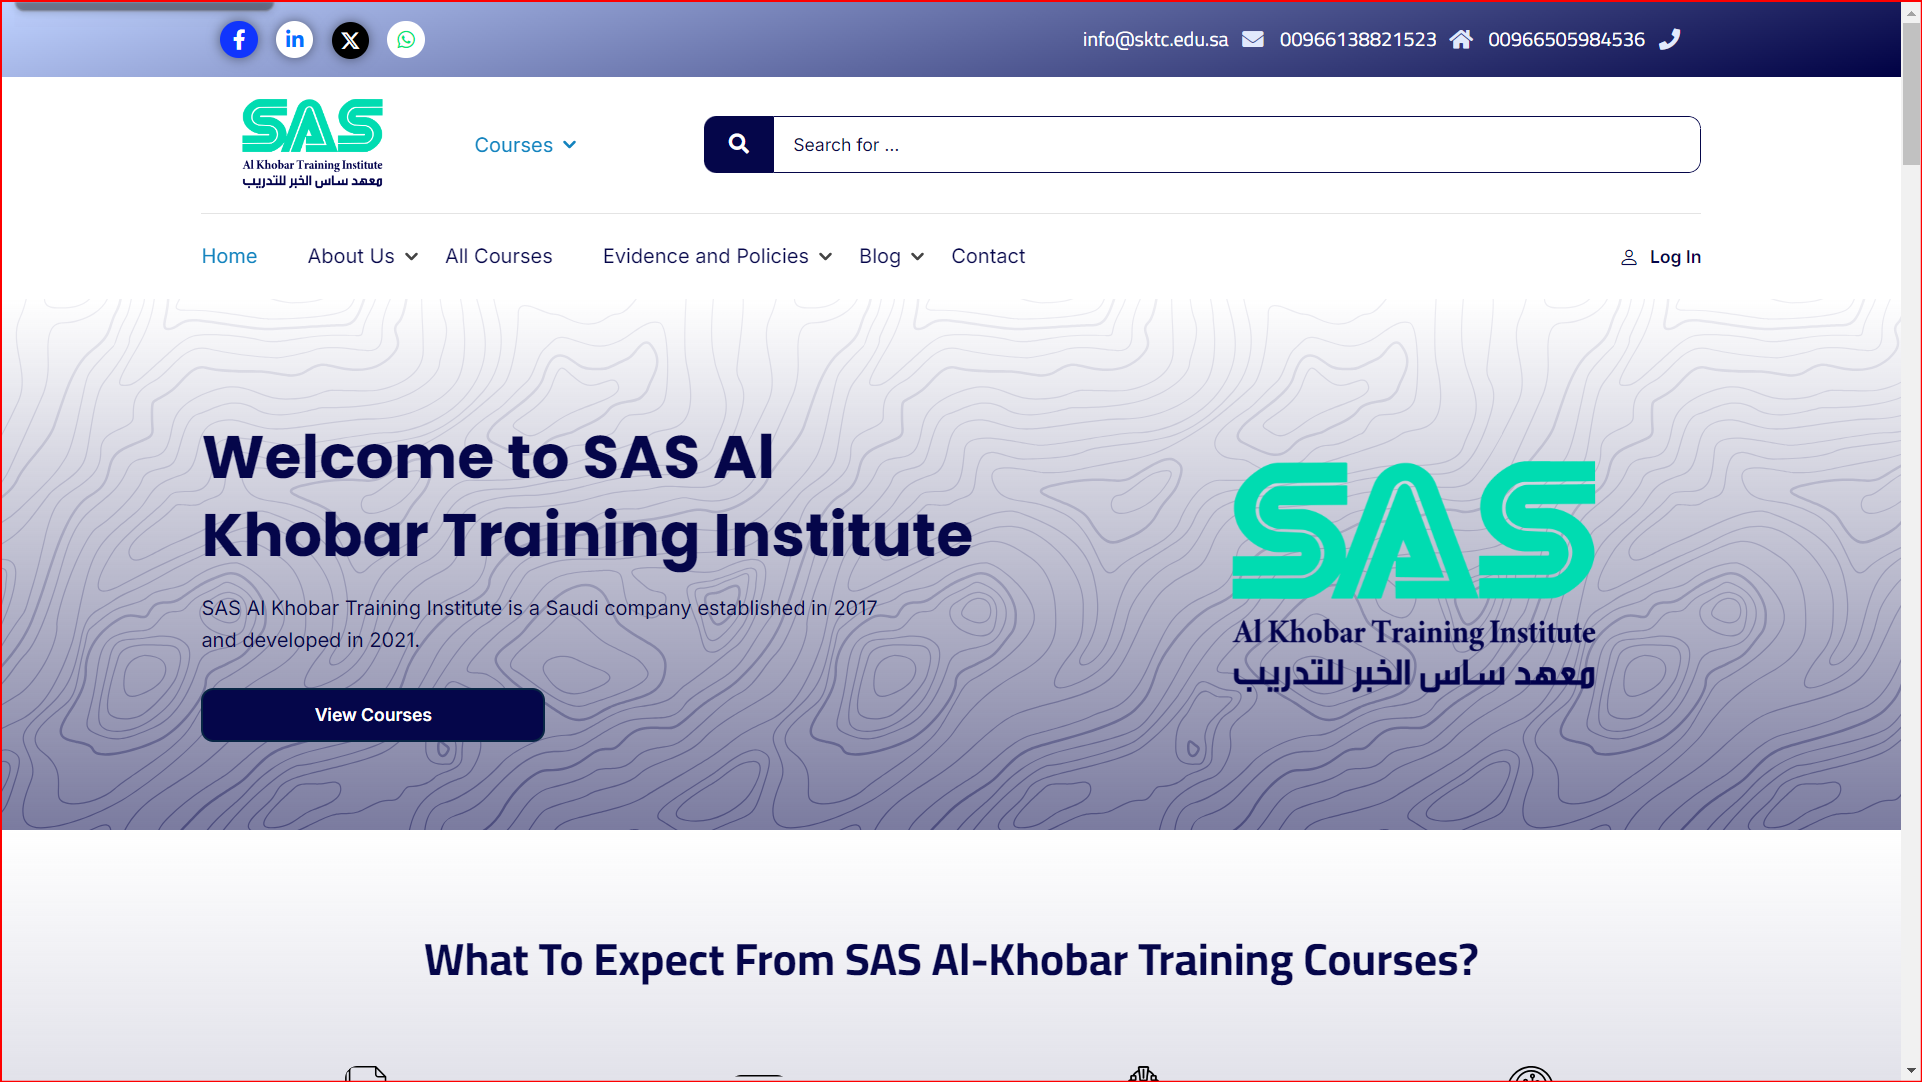 info@sktc.edu.sa 00966138821523 00966505984536
SAS
Al Khobar Training Institute
معهد ساس الخبر للتدريب
Courses
Search for ...
Home About Us All Courses Evidence and Policies Blog Contact Log In
Welcome to SAS Al
Khobar Training Institute
SAS Al Khobar Training Institute is a Saudi company established in 2017
and developed in 2021.
View Courses
SAS
Al Khobar Training Institute
معهد ساس الخبر للتدريب
What To Expect From SAS Al-Khobar Training Courses?